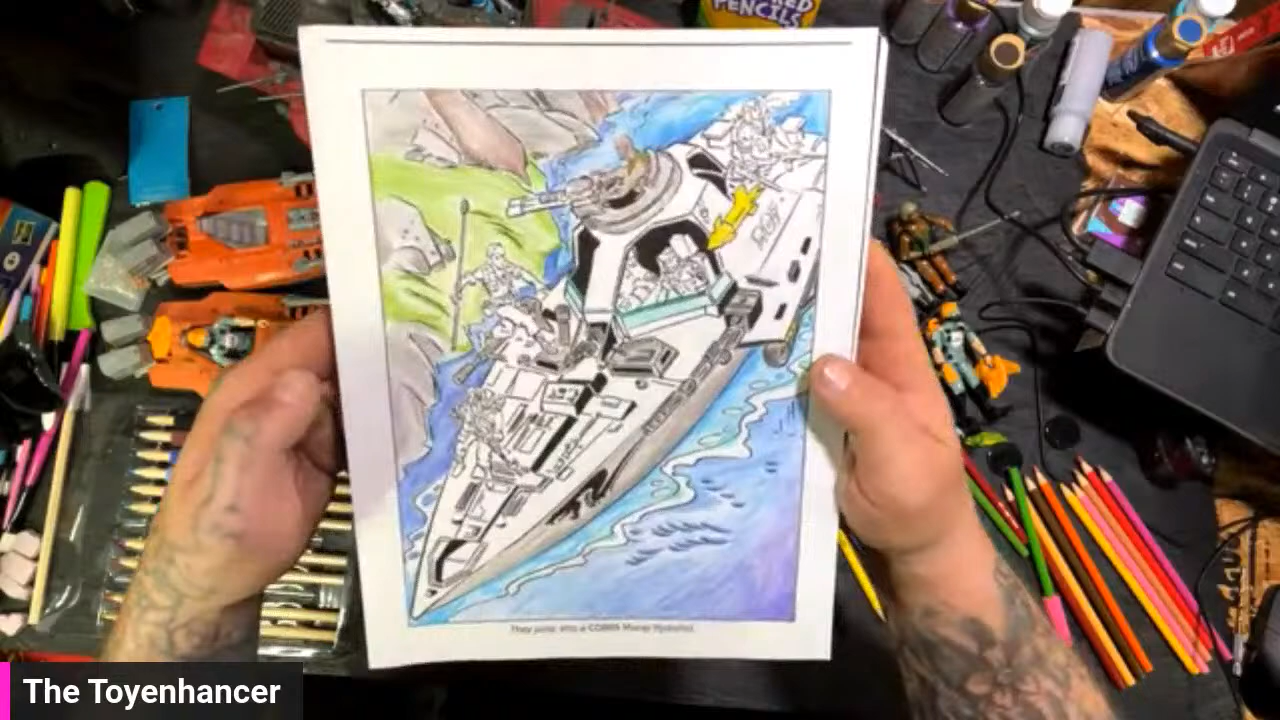 PENCILS
They jump into a COBRA Moray Hydrofoil.
The Toyenhancer